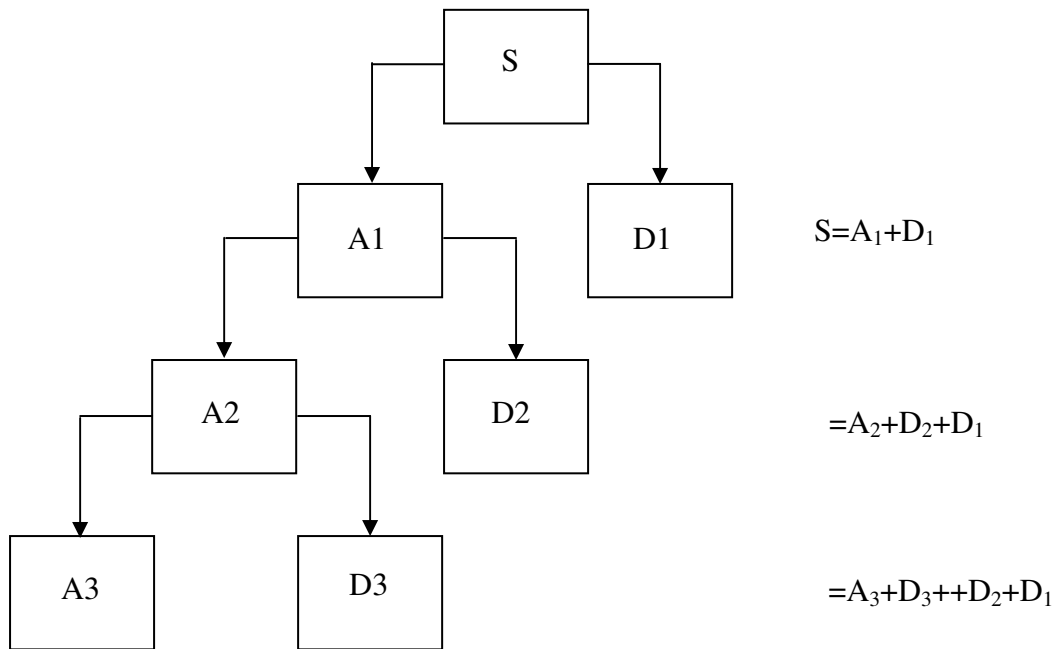 S
A1 D1 S=A₁+D₁
A2 D2 =A₂+D₂+D₁
A3 D3 =A₃+D₃++D₂+D₁